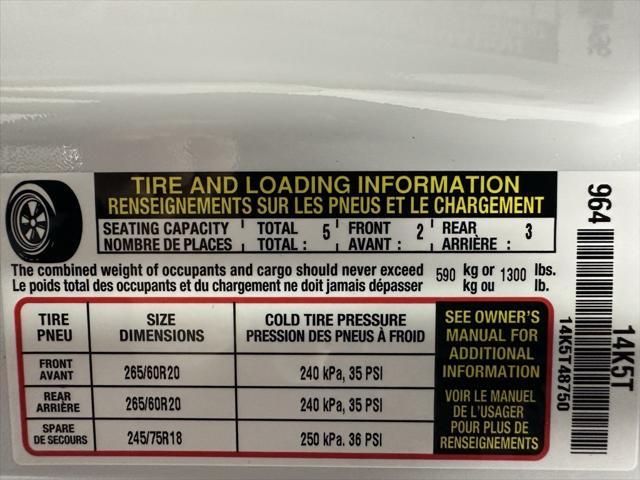 TIRE AND LOADING INFORMATION
RENSEIGNEMENTS SUR LES PNEUS ET LE CHARGEMENT
SEATING CAPACITY TOTAL 5 FRONT 2 REAR 3
NOMBRE DE PLACES TOTAL : AVANT : ARRIÈRE :
The combined weight of occupants and cargo should never exceed 590 kg or 1300 lbs.
Le poids total des occupants et du chargement ne doit jamais dépasser kg ou lb.
TIRE SIZE COLD TIRE PRESSURE
PNEU DIMENSIONS PRESSION DES PNEUS À FROID
FRONT
AVANT 265/60R20 240 kPa, 35 PSI
REAR
ARRIÈRE 265/60R20 240 kPa, 35 PSI
SPARE
DE SECOURS 245/75R18 250 kPa. 36 PSI
SEE OWNER'S
MANUAL FOR
ADDITIONAL
INFORMATION
VOIR LE MANUEL
DE L'USAGER
POUR PLUS DE
RENSEIGNEMENTS
964
14K5T
14K5T48750